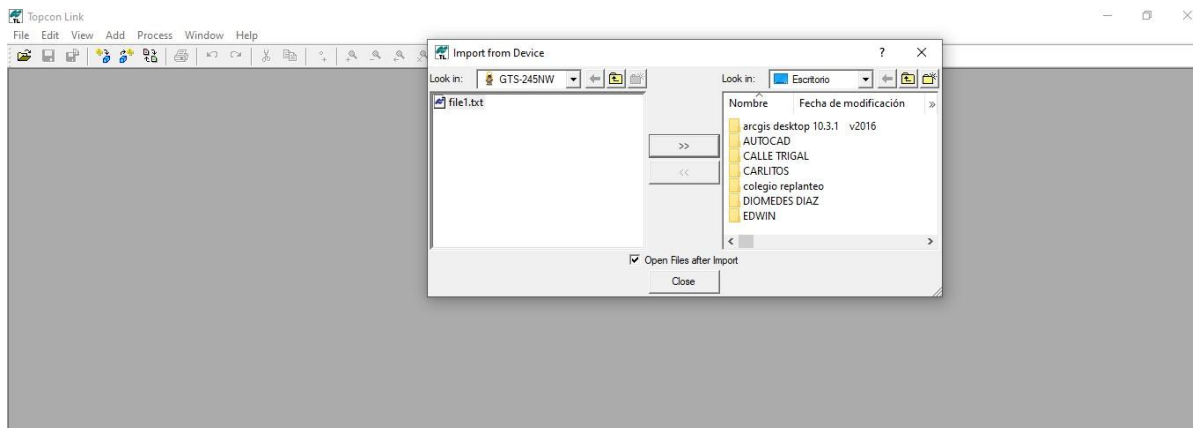 Topcon Link
File Edit View Add Process Window Help
Import from Device
? X
Look in: GTS-245NW
Look in: Escritorio
file1.txt
Nombre Fecha de modificación »
arcgis desktop 10.3.1 v2016
AUTOCAD
CALLE TRIGAL
CARLITOS
colegio replanteo
DIOMEDES DIAZ
EDWIN
>>
<<
Open Files after Import
Close